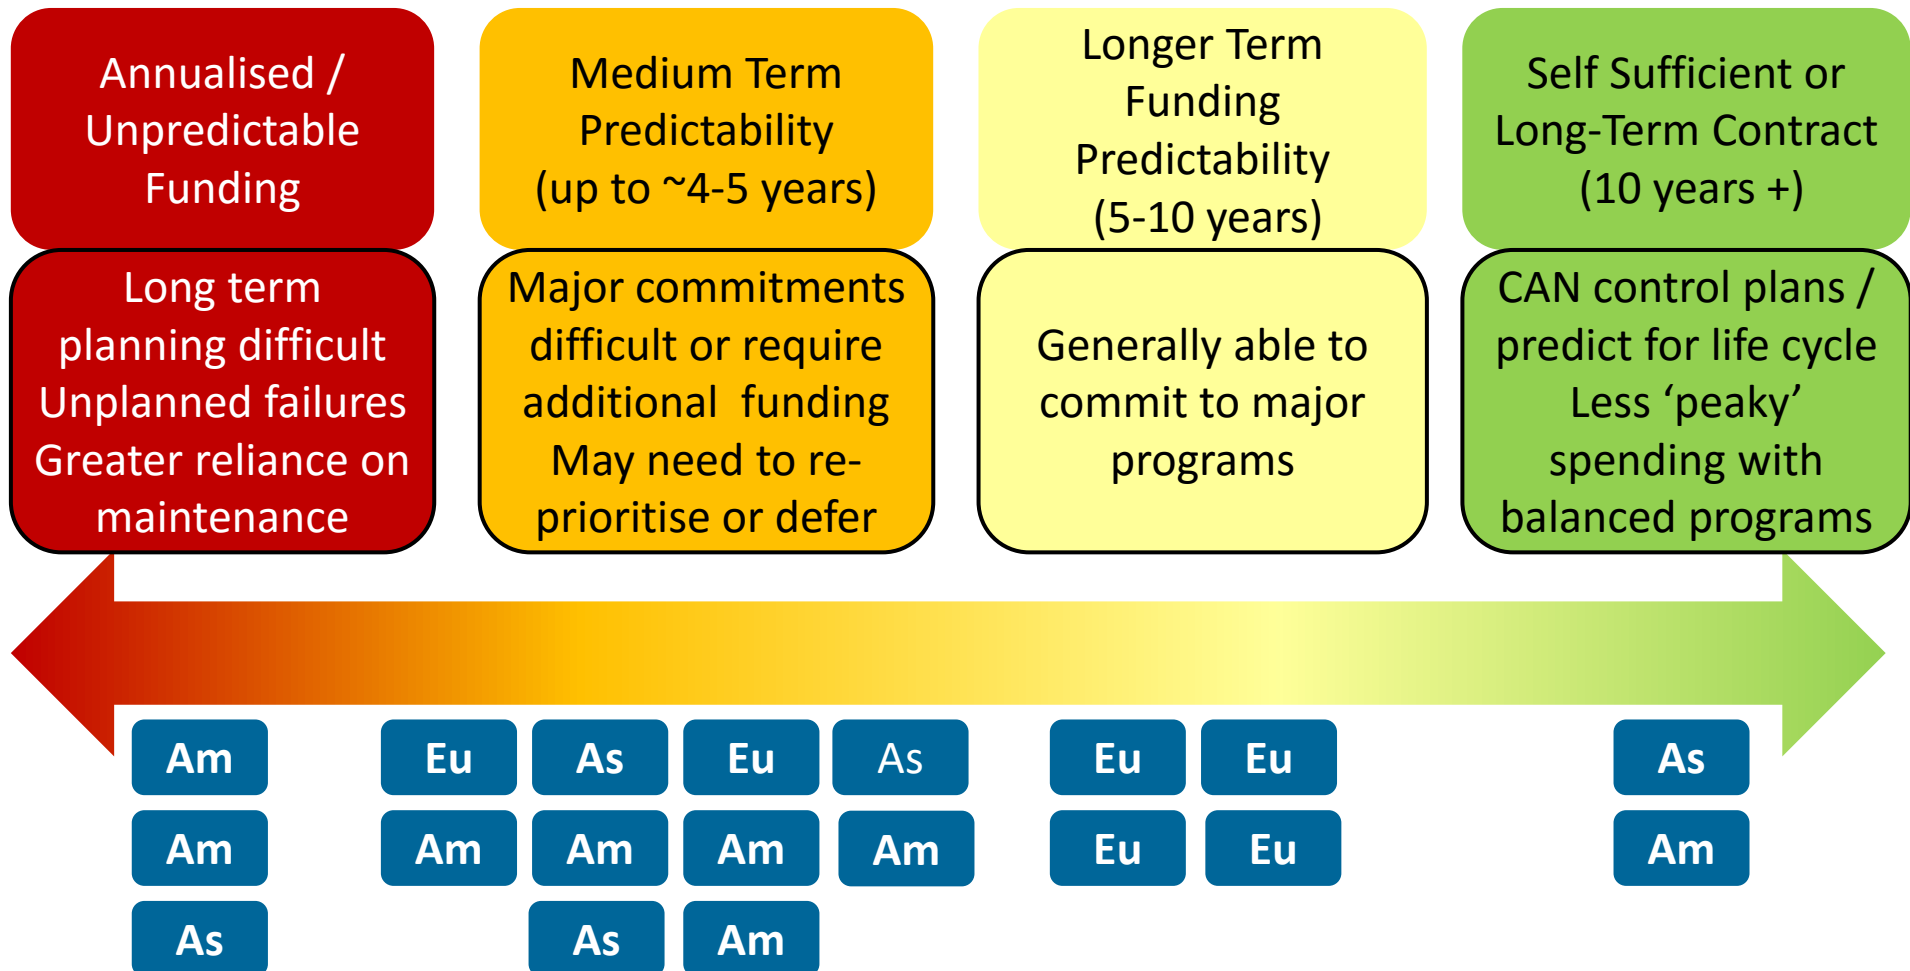 Annualised /
Unpredictable
Funding
Long term
planning difficult
Unplanned failures
Greater reliance on
maintenance
Medium Term
Predictability
(up to ~4-5 years)
Major commitments
difficult or require
additional  funding
May need to re-
prioritise or defer
Longer Term
Funding
Predictability
(5-10 years)
Generally able to
commit to major
programs
Self Sufficient or
Long-Term Contract
(10 years +)
CAN control plans /
predict for life cycle
Less ‘peaky’
spending with
balanced programs
Am Eu As Eu As Eu Eu As
Am Am Am Am Am Eu Eu Am
As As Am